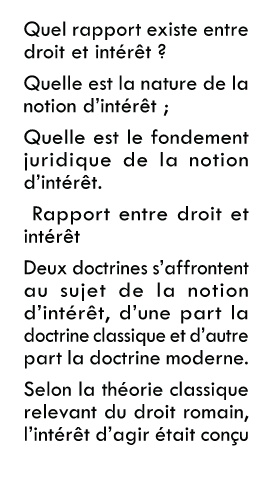 Quel rapport existe entre
droit et intérêt ?
Quelle est la nature de la
notion d'intérêt ;
Quelle est le fondement
juridique de la notion
d'intérêt.
Rapport entre droit et
intérêt
Deux doctrines s'affrontent
au sujet de la notion
d'intérêt, d'une part la
doctrine classique et d'autre
part la doctrine moderne.
Selon la théorie classique
relevant du droit romain,
l'intérêt d'agir était conçu